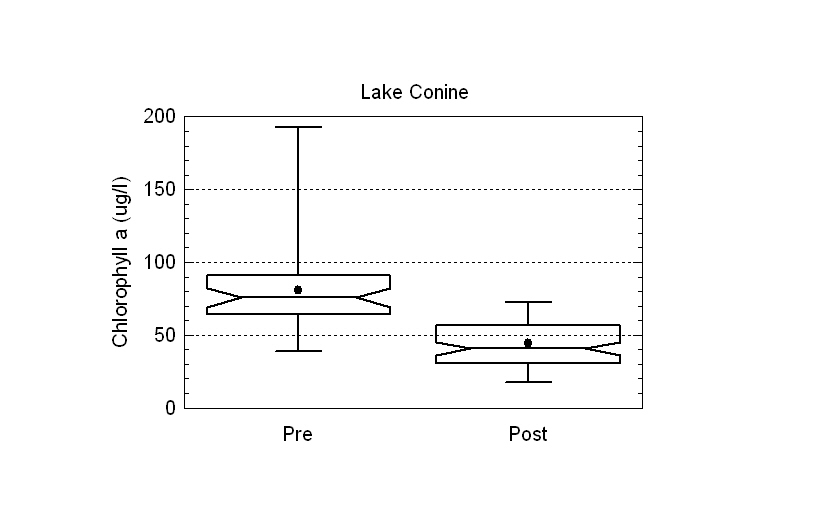 Lake Conine
Chlorophyll a (ug/l)
200
150
100
50
0
Pre
Post